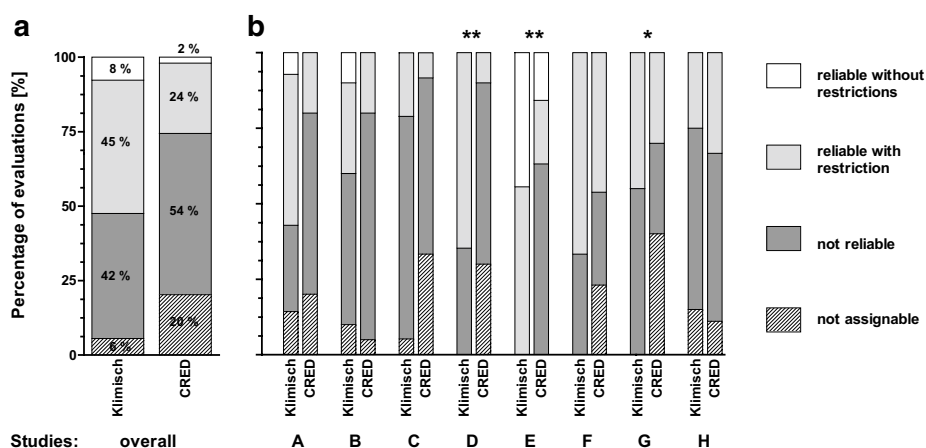 a
b
** ** *
Percentage of evaluations [%]
100
75
50
25
0
2 %
8 %
24 %
45 %
54 %
42 %
20 %
6 %
reliable without
restrictions
reliable with
restriction
not reliable
not assignable
Klimisch CRED Klimisch CRED Klimisch CRED Klimisch CRED Klimisch CRED Klimisch CRED Klimisch CRED Klimisch CRED Klimisch CRED
Studies: overall A B C D E F G H